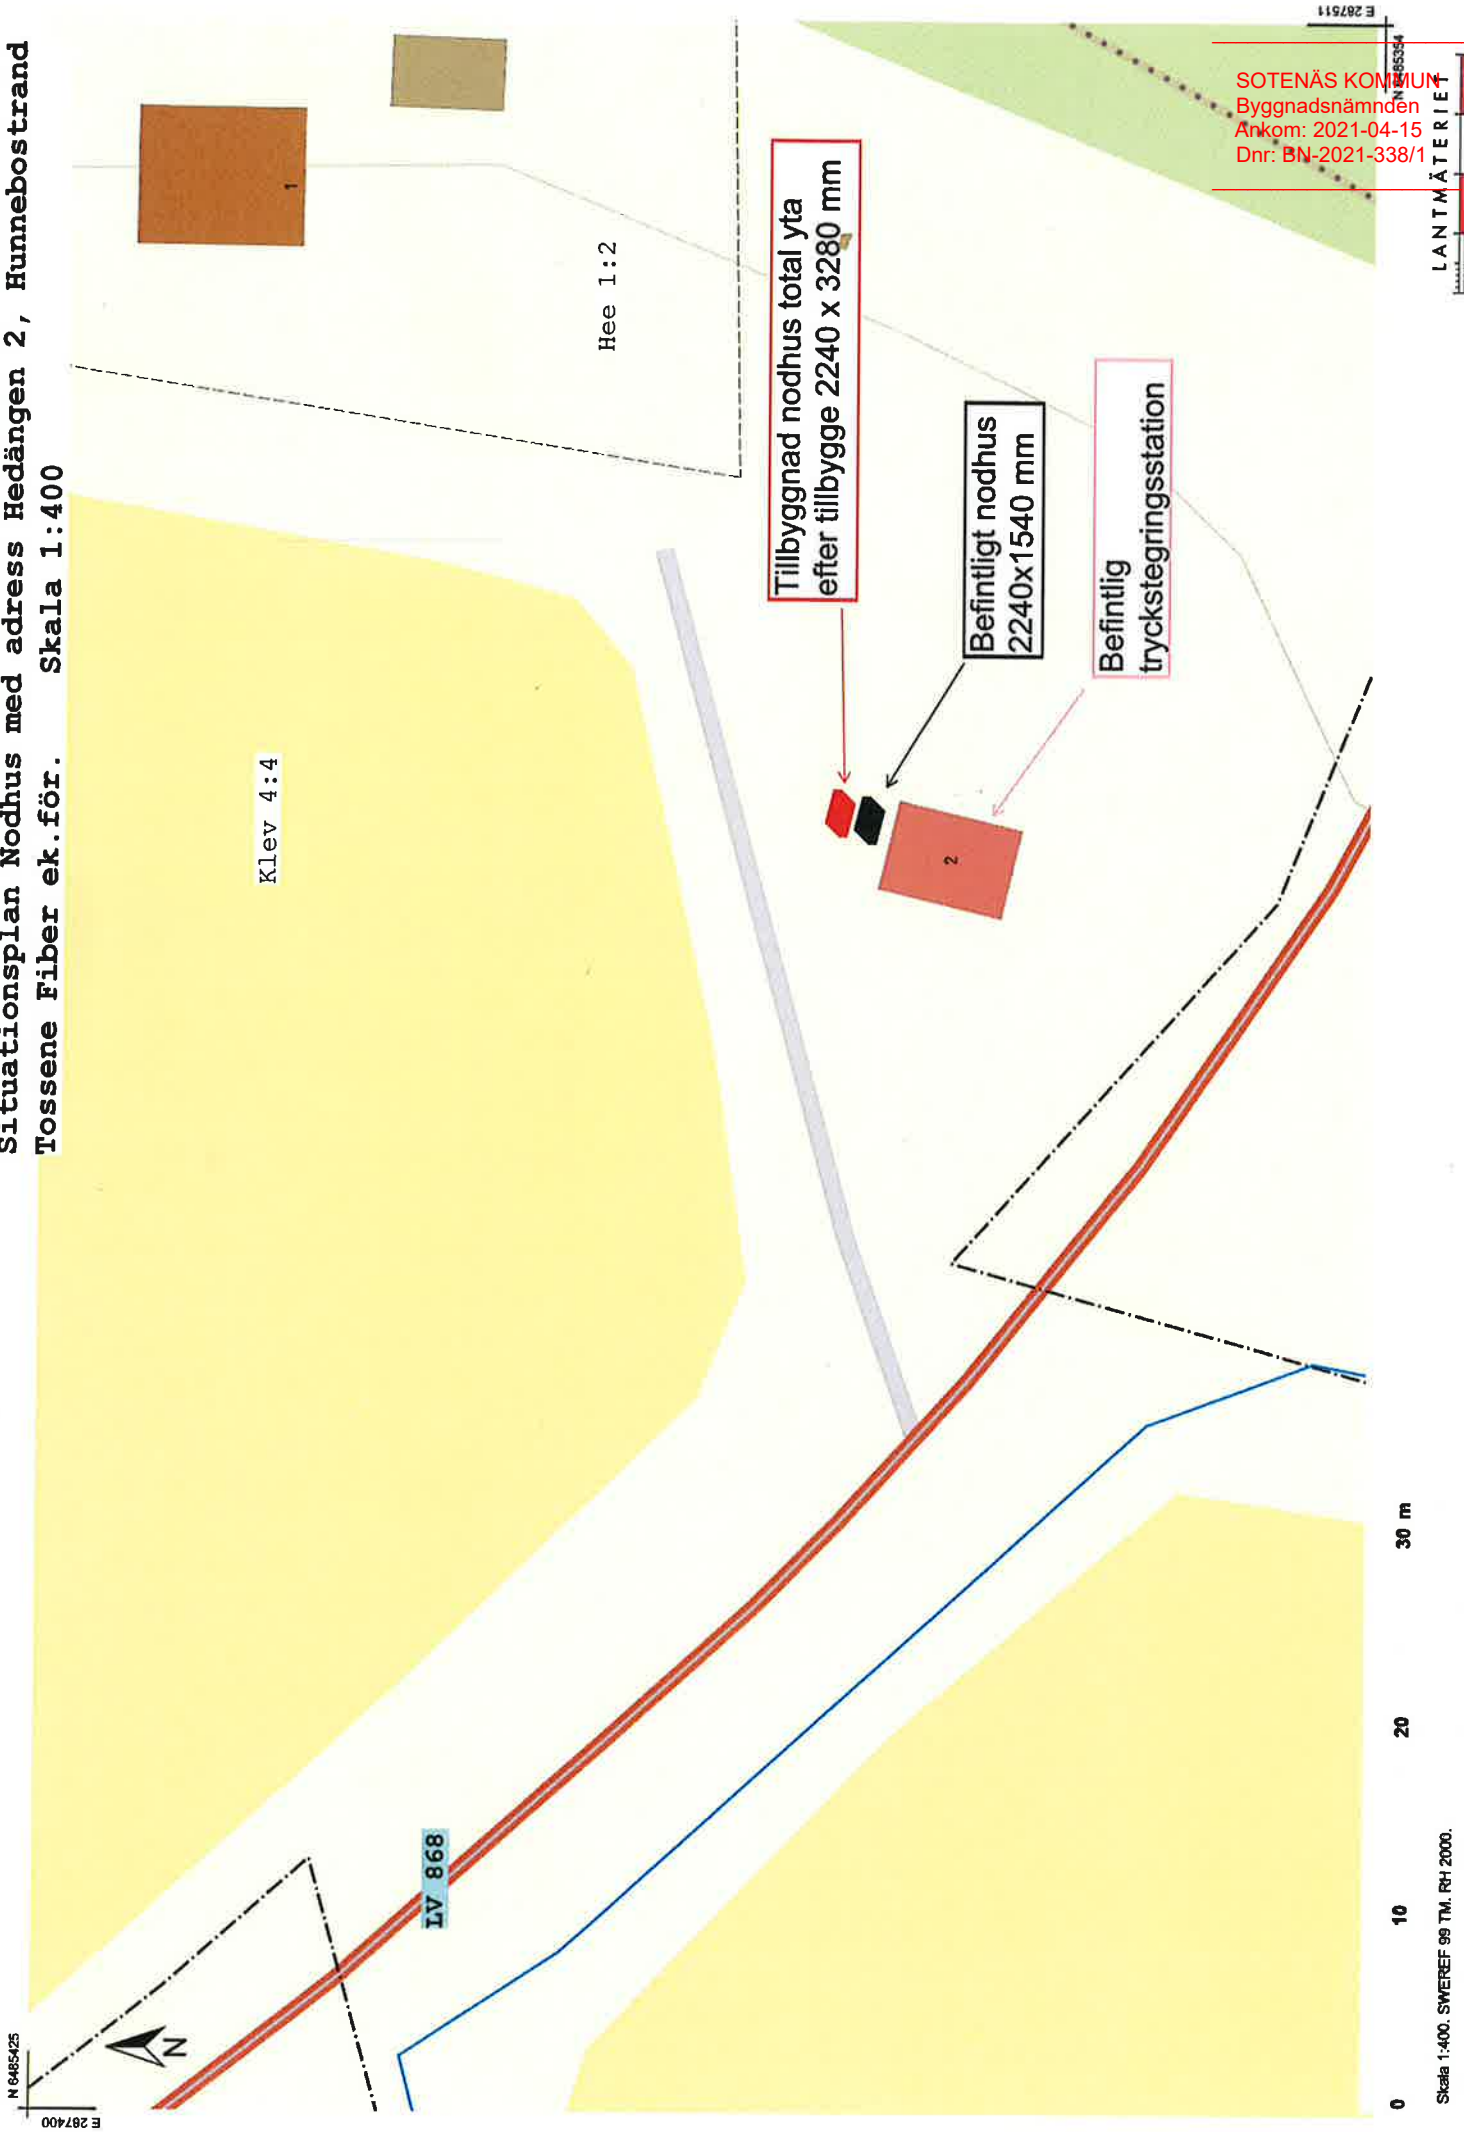 Situationsplan Nodhus med adress Hedängen 2, Hunnebostrand
Tossene Fiber ek.för. Skala 1:400
N 6485425
E 287400
N
Klev 4:4
1
Hee 1:2
LV 868
Tillbyggnad nodhus total yta
efter tillbygge 2240 x 3280 mm
Befintligt nodhus
2240x1540 mm
Befintlig
tryckstegringsstation
2
E 287511
N 6485354
SOTENÄS KOMMUN
Byggnadsnämnden
Ankom: 2021-04-15
Dnr: BN-2021-338/1
LANTMÄTERIET
0 10 20 30 m
Skala 1:400. SWEREF 99 TM. RH 2000.